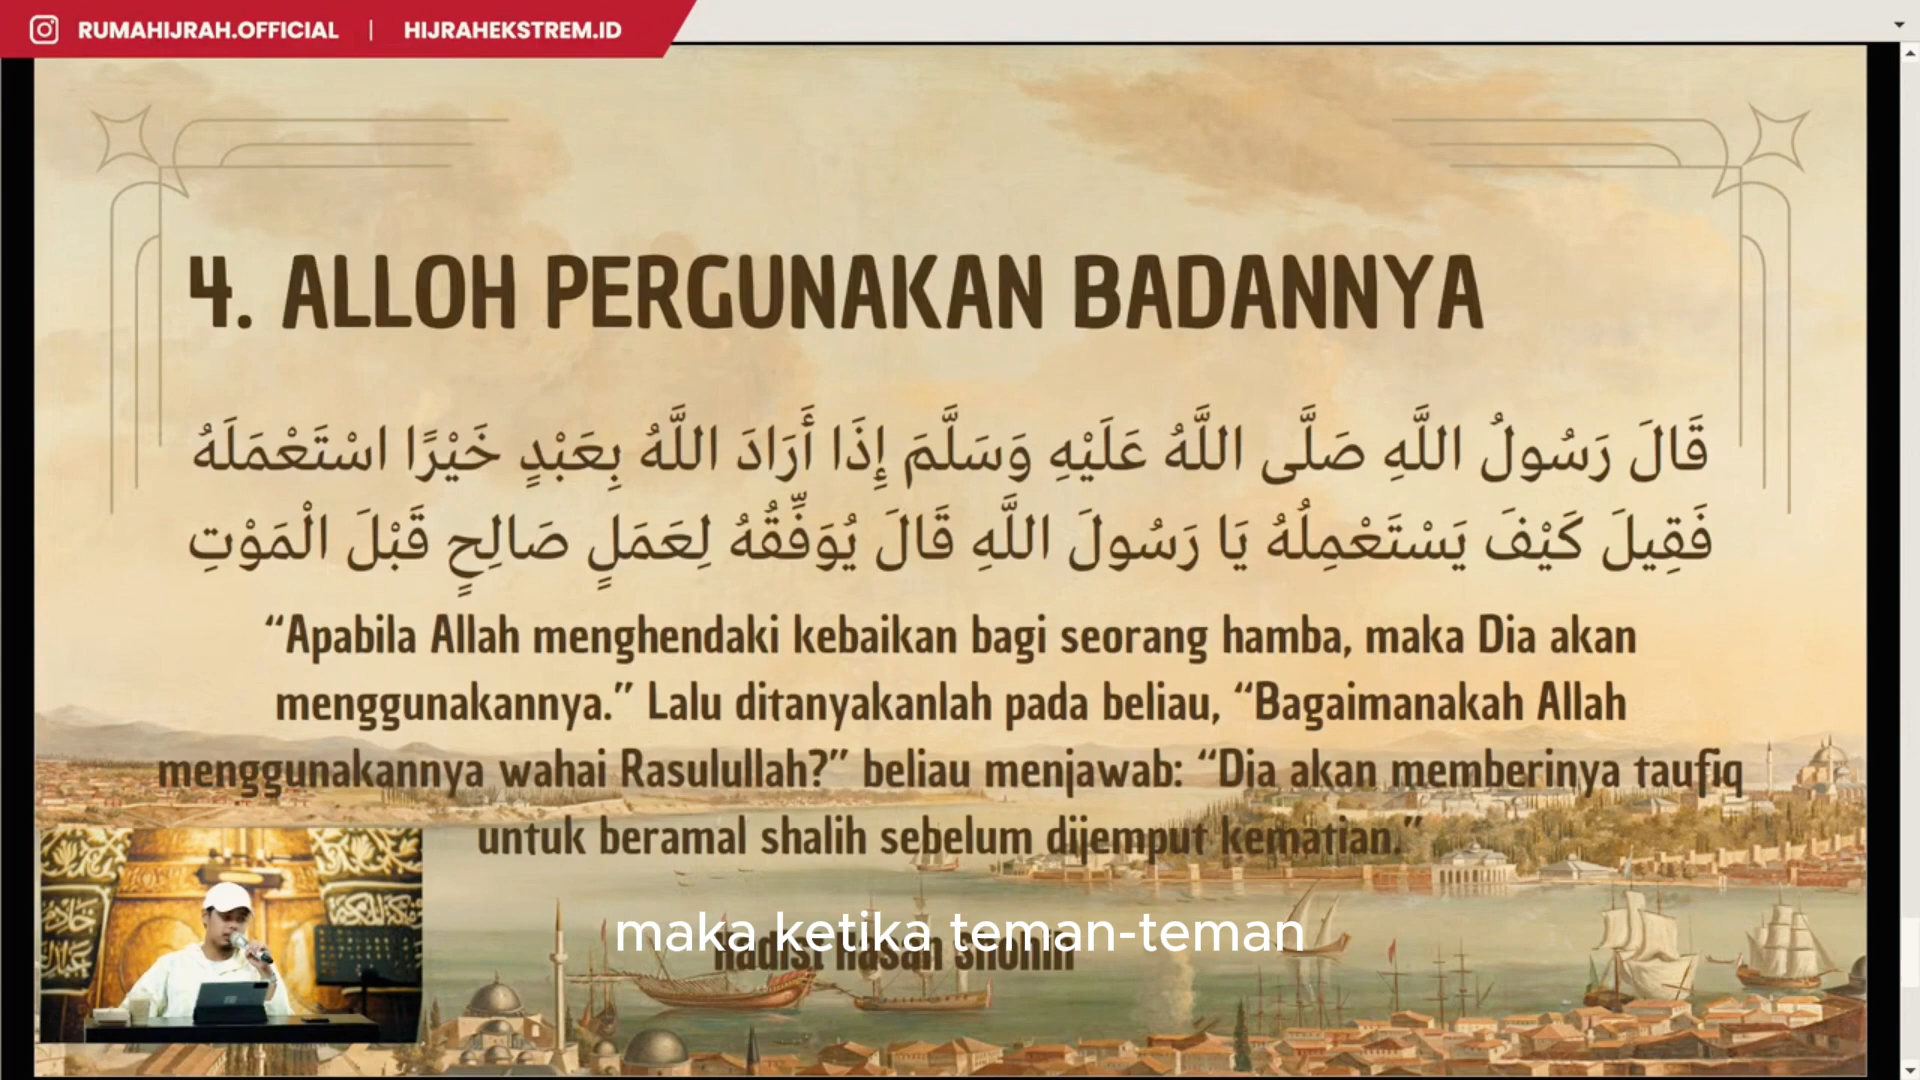 RUMAHIJRAH.OFFICIAL | HIJRAHEKSTREM.ID
4. ALLOH PERGUNAKAN BADANNYA
قَالَ رَسُولُ اللَّهِ صَلَّى اللَّهُ عَلَيْهِ وَسَلَّمَ إِذَا أَرَادَ اللَّهُ بِعَبْدٍ خَيْرًا اسْتَعْمَلَهُ
فَقِيلَ كَيْفَ يَسْتَعْمِلُهُ يَا رَسُولَ اللَّهِ قَالَ يُوَفِّقُهُ لِعَمَلٍ صَالِحٍ قَبْلَ الْمَوْتِ
“Apabila Allah menghendaki kebaikan bagi seorang hamba, maka Dia akan
menggunakannya.” Lalu ditanyakanlah pada beliau, “Bagaimanakah Allah
menggunakannya wahai Rasulullah?” beliau menjawab: “Dia akan memberinya taufiq
untuk beramal shalih sebelum dijemput kematian.”
maka ketika teman-teman
Hadist hasan shohih